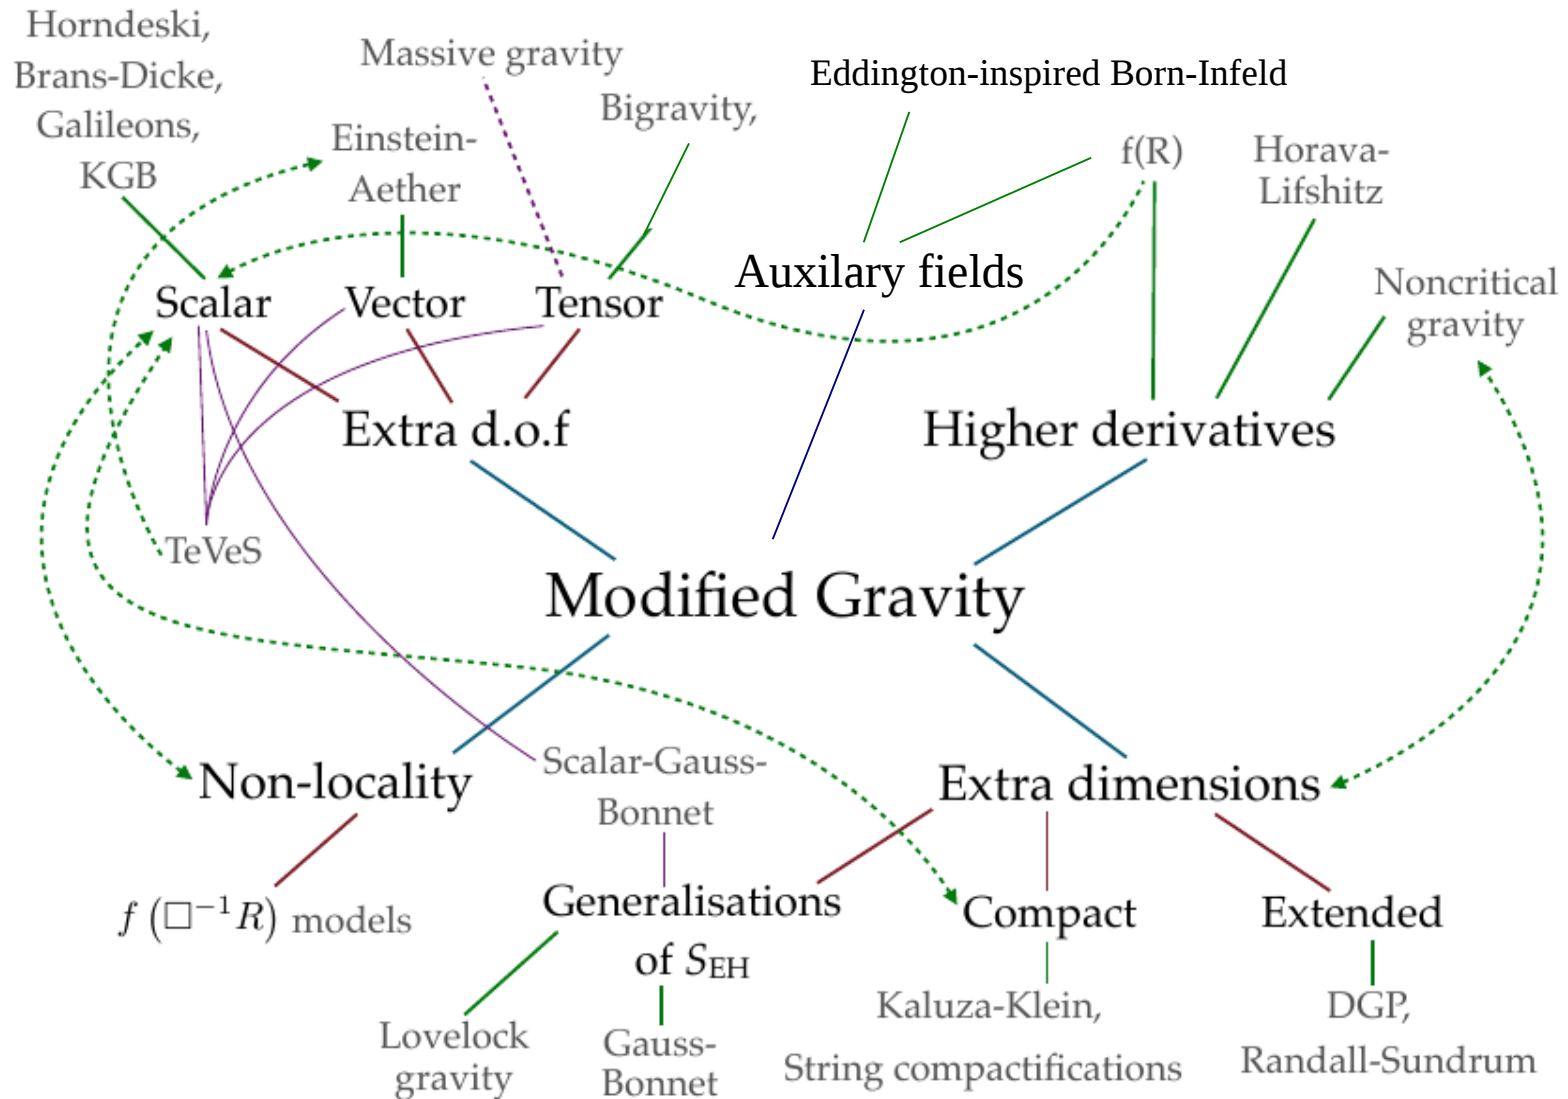 Horndeski,
Brans-Dicke,
Galileons,
KGB
Massive gravity
Bigravity,
Eddington-inspired Born-Infeld
Einstein-
Aether
f(R)
Horava-
Lifshitz
Noncritical
gravity
Scalar
Vector
Tensor
Auxilary fields
Extra d.o.f
Higher derivatives
TeVeS
Modified Gravity
Non-locality
Scalar-Gauss-
Bonnet
Extra dimensions
f (□⁻¹R) models
Generalisations
of S_EH
Compact
Extended
Lovelock
gravity
Gauss-
Bonnet
Kaluza-Klein,
String compactifications
DGP,
Randall-Sundrum